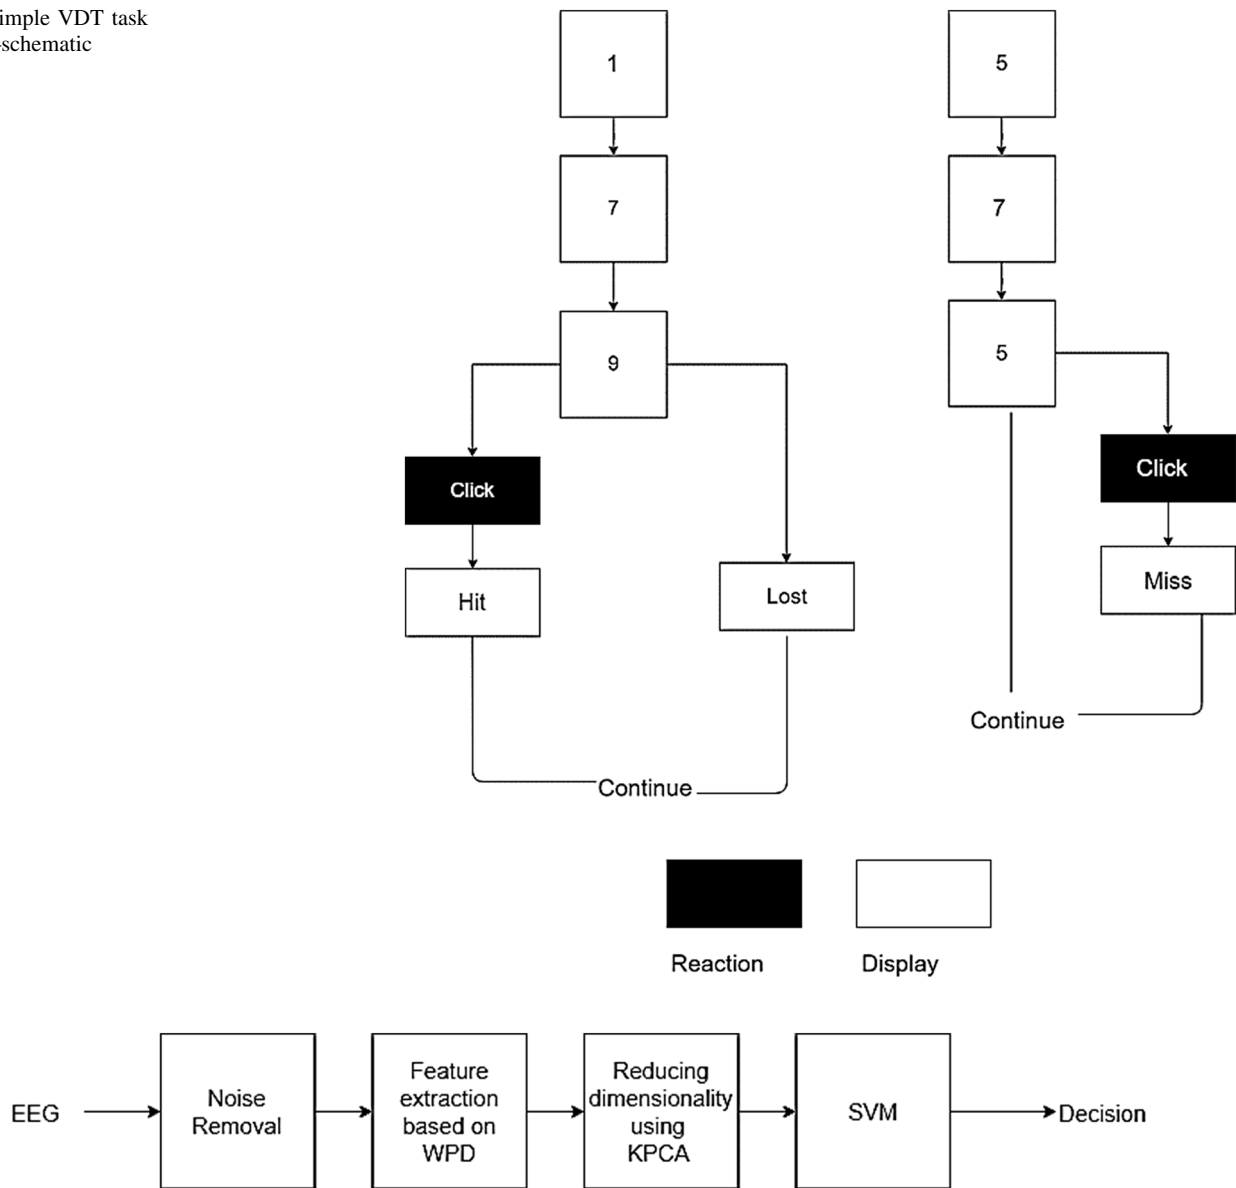 imple VDT task
-schematic
1
7
9
Click
Hit
Lost
Continue
5
7
5
Click
Miss
Continue
Reaction
Display
EEG
Noise
Removal
Feature
extraction
based on
WPD
Reducing
dimensionality
using
KPCA
SVM
Decision